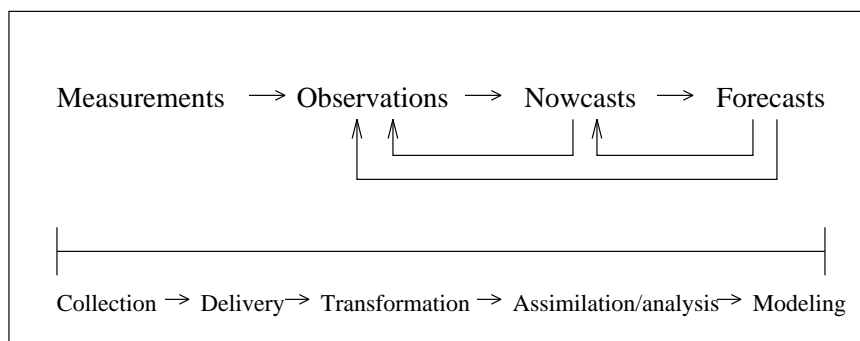 Measurements → Observations → Nowcasts → Forecasts
Collection → Delivery → Transformation → Assimilation/analysis → Modeling